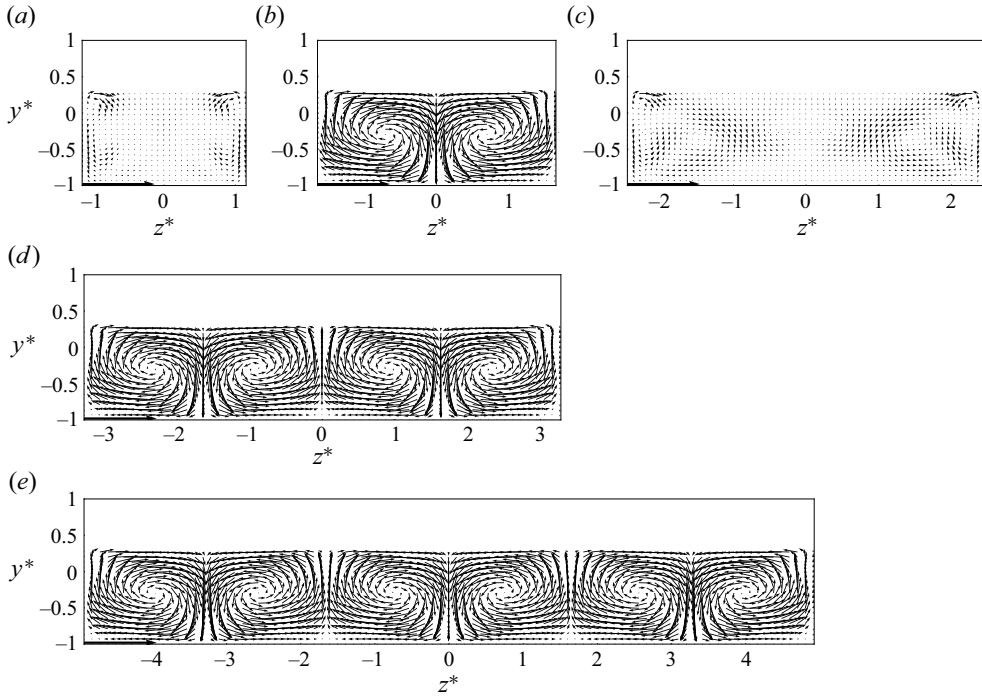 (a) (b) (c)
1 1 1
0.5 0.5 0.5
y* 0 0 0
–0.5 –0.5 –0.5
–1 –1 –1
–1 0 1 –1 0 1 –2 –1 0 1 2
z* z* z*
(d)
1
0.5
y* 0
–0.5
–1
–3 –2 –1 0 1 2 3
z*
(e)
1
0.5
y* 0
–0.5
–1
–4 –3 –2 –1 0 1 2 3 4
z*